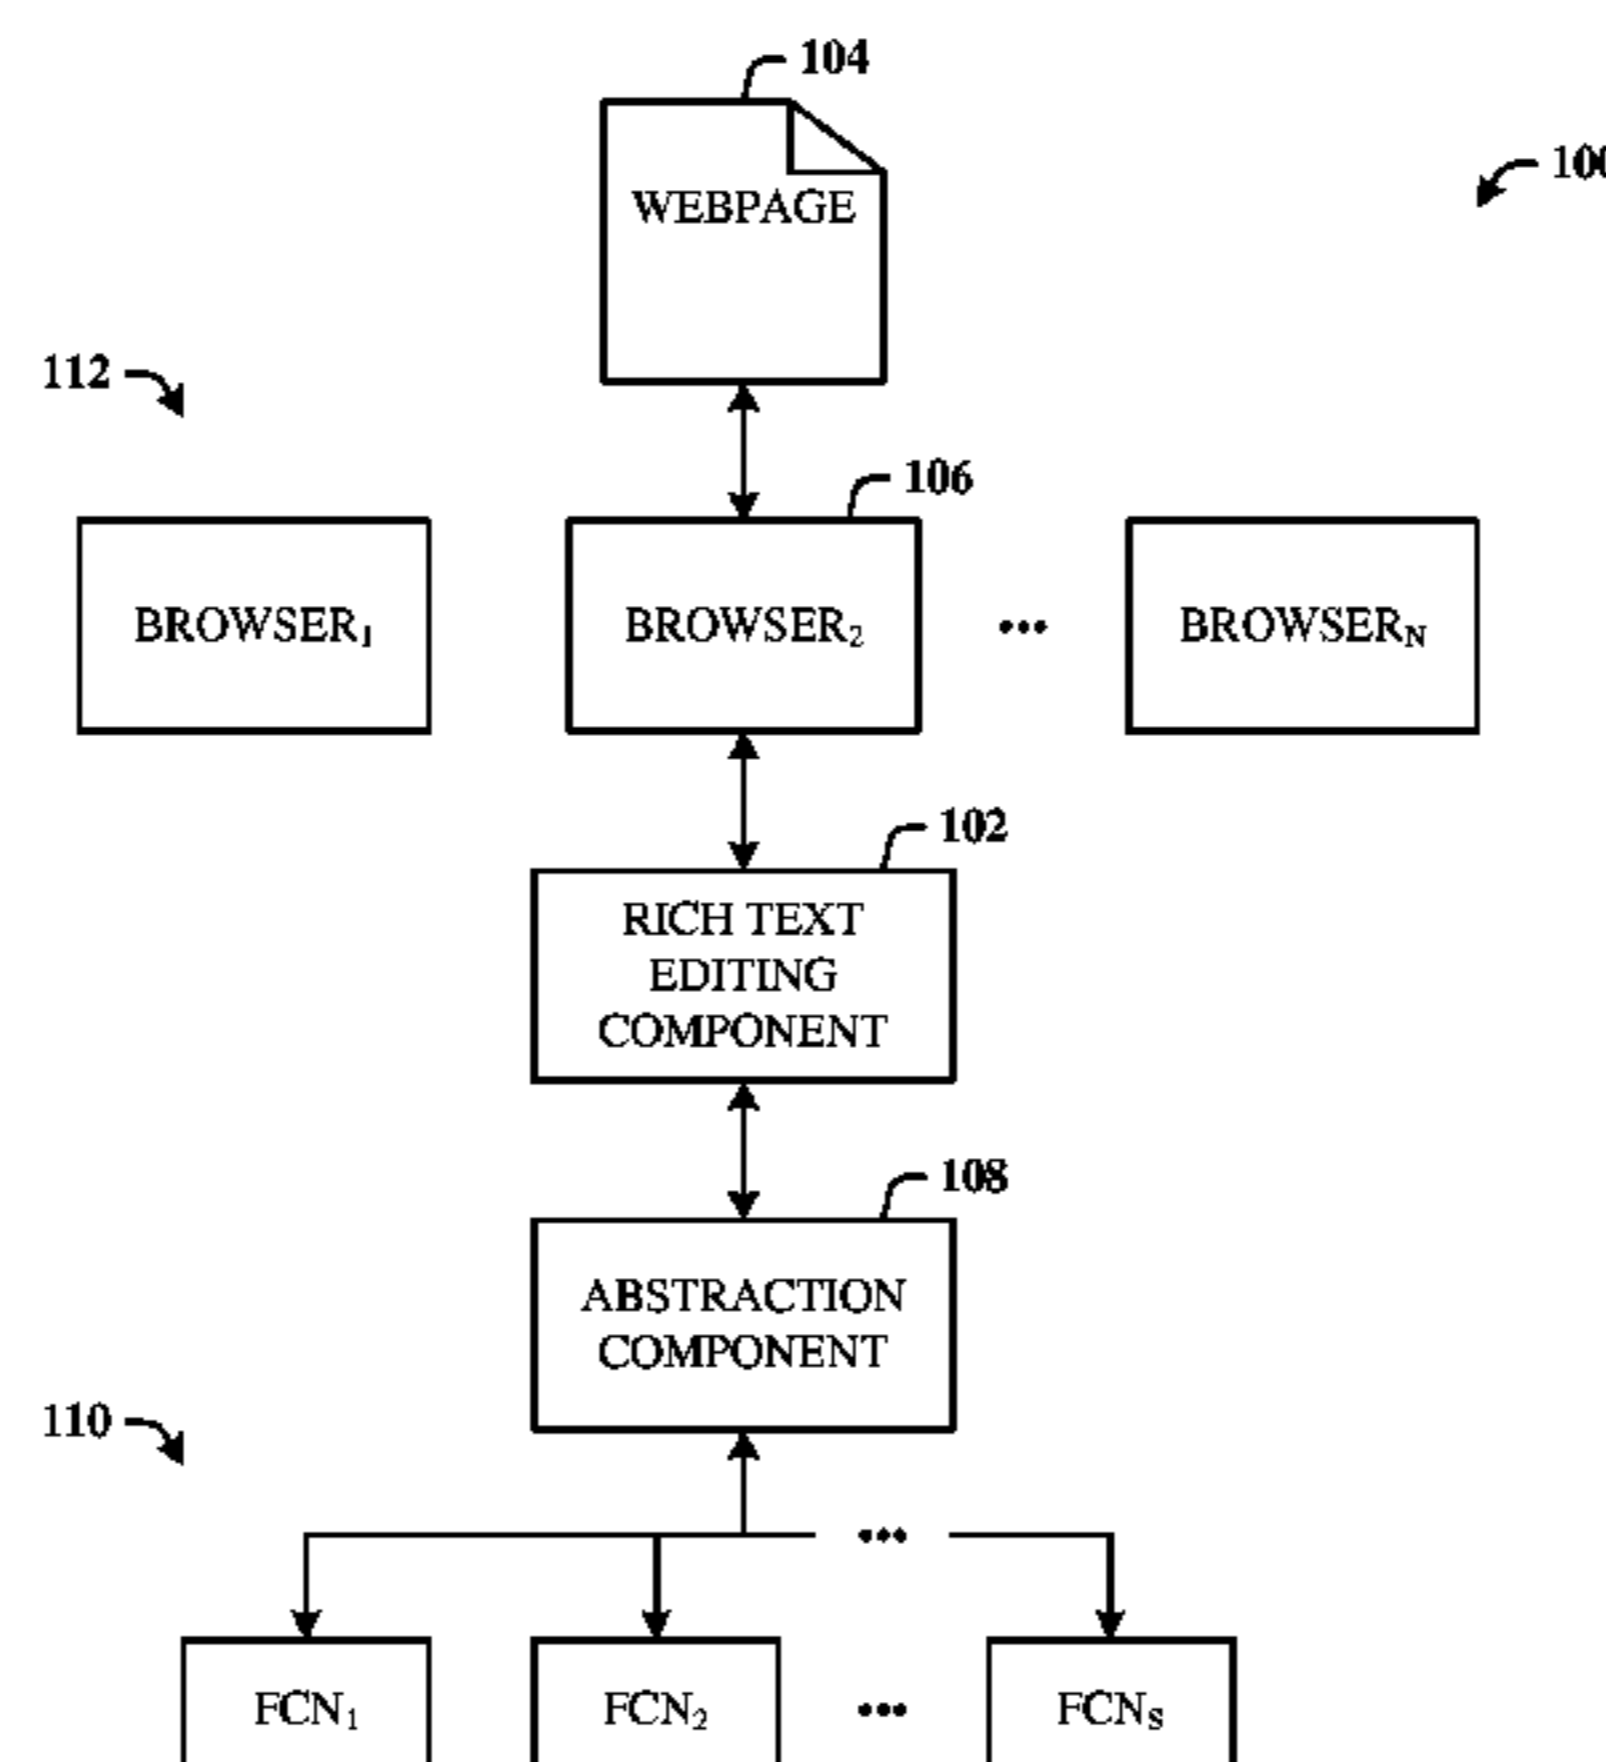 104
100
WEBPAGE
112
106
BROWSER₁
BROWSER₂
•••
BROWSERN
102
RICH TEXT
EDITING
COMPONENT
108
ABSTRACTION
COMPONENT
110
•••
FCN₁
FCN₂
•••
FCNS